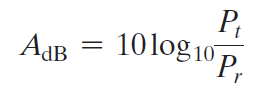 A_dB = 10 log_10 P_t/P_r